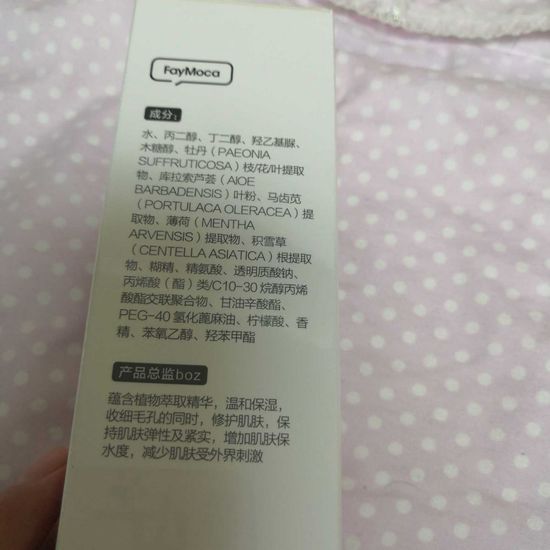 FayMoca
成分：
水、丙二醇、丁二醇、羟乙基脲、
木糖醇、牡丹（PAEONIA
SUFFRUTICOSA）枝/花/叶提取
物、库拉索芦荟（AIOE
BARBADENSIS）叶粉、马齿苋
（PORTULACA OLERACEA）提
取物、薄荷（MENTHA
ARVENSIS）提取物、积雪草
（CENTELLA ASIATICA）根提取
物、糊精、精氨酸、透明质酸钠、
丙烯酸（酯）类/C10-30 烷醇丙烯
酸酯交联聚合物、甘油辛酸酯、
PEG-40 氢化蓖麻油、柠檬酸、香
精、苯氧乙醇、羟苯甲酯
产品总监boz
蕴含植物萃取精华，温和保湿，
收细毛孔的同时，修护肌肤，保
持肌肤弹性及紧实，增加肌肤保
水度，减少肌肤受外界刺激